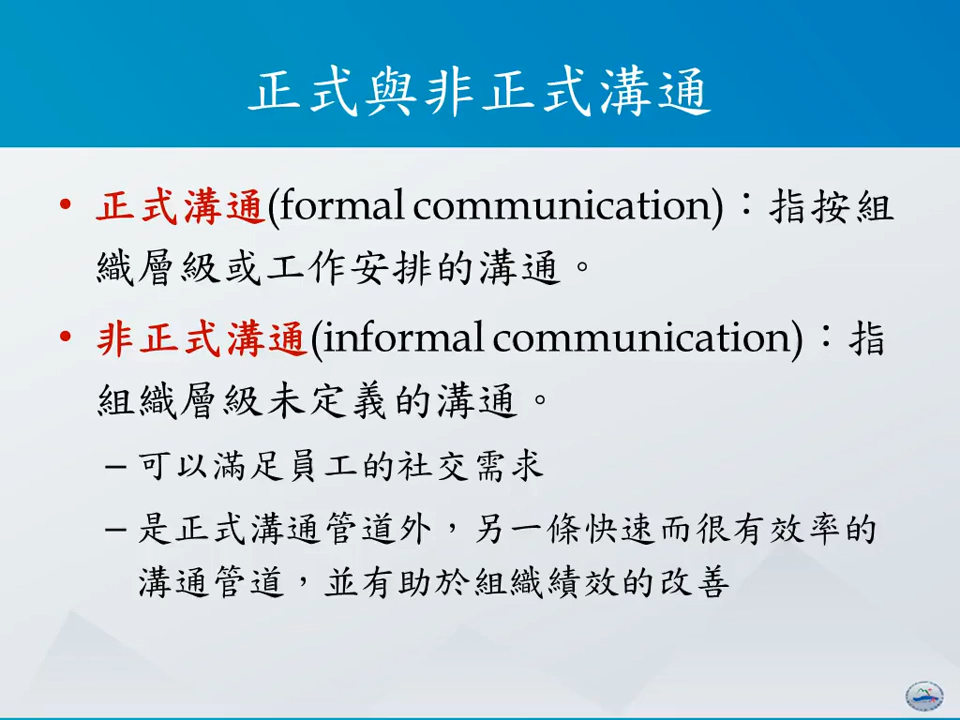 正式與非正式溝通
• 正式溝通(formal communication)：指按組
織層級或工作安排的溝通。
• 非正式溝通(informal communication)：指
組織層級未定義的溝通。
– 可以滿足員工的社交需求
– 是正式溝通管道外，另一條快速而很有效率的
溝通管道，並有助於組織績效的改善